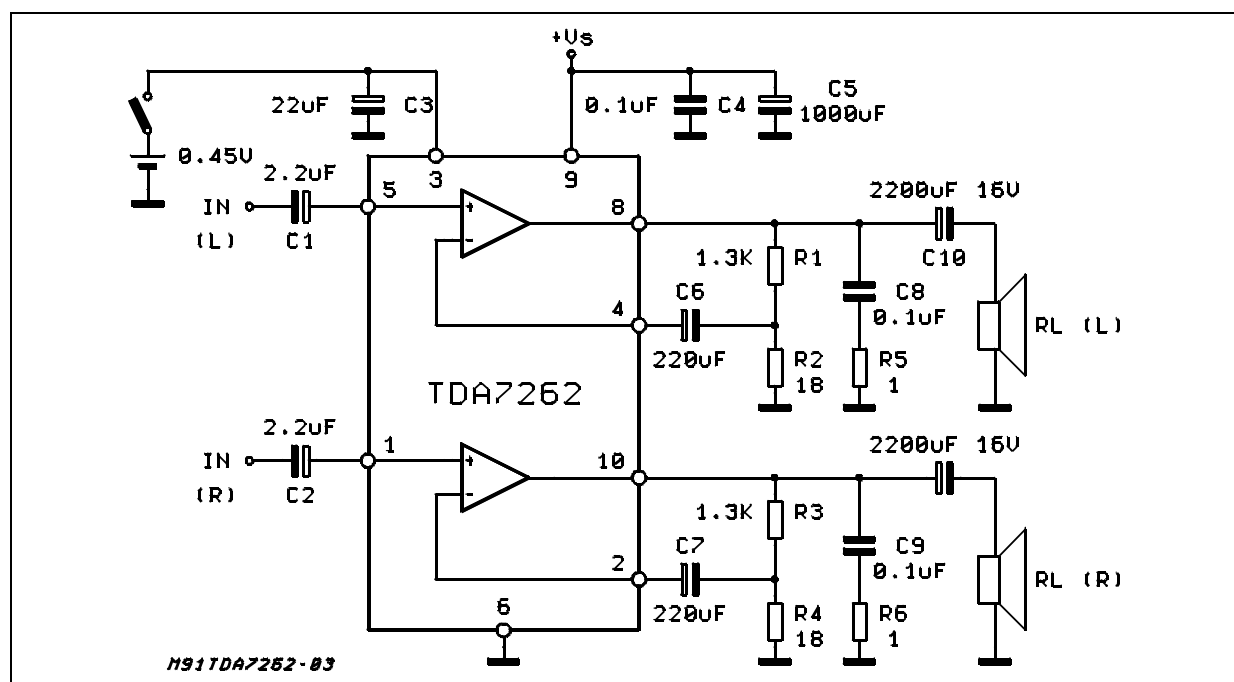 +Vs
22uF
C3
0.1uF
C4
C5
1000uF
0.45V
2.2uF
3
9
5
IN
(L)
C1
8
2200uF 16V
1.3K
R1
C10
C6
C8
0.1uF
4
RL (L)
220uF
R2
18
R5
1
TDA7262
2.2uF
1
IN
(R)
C2
10
2200uF 16V
1.3K
R3
C7
C9
0.1uF
2
RL (R)
220uF
6
R4
18
R6
1
+
-
+
-
M91TDA7262-03